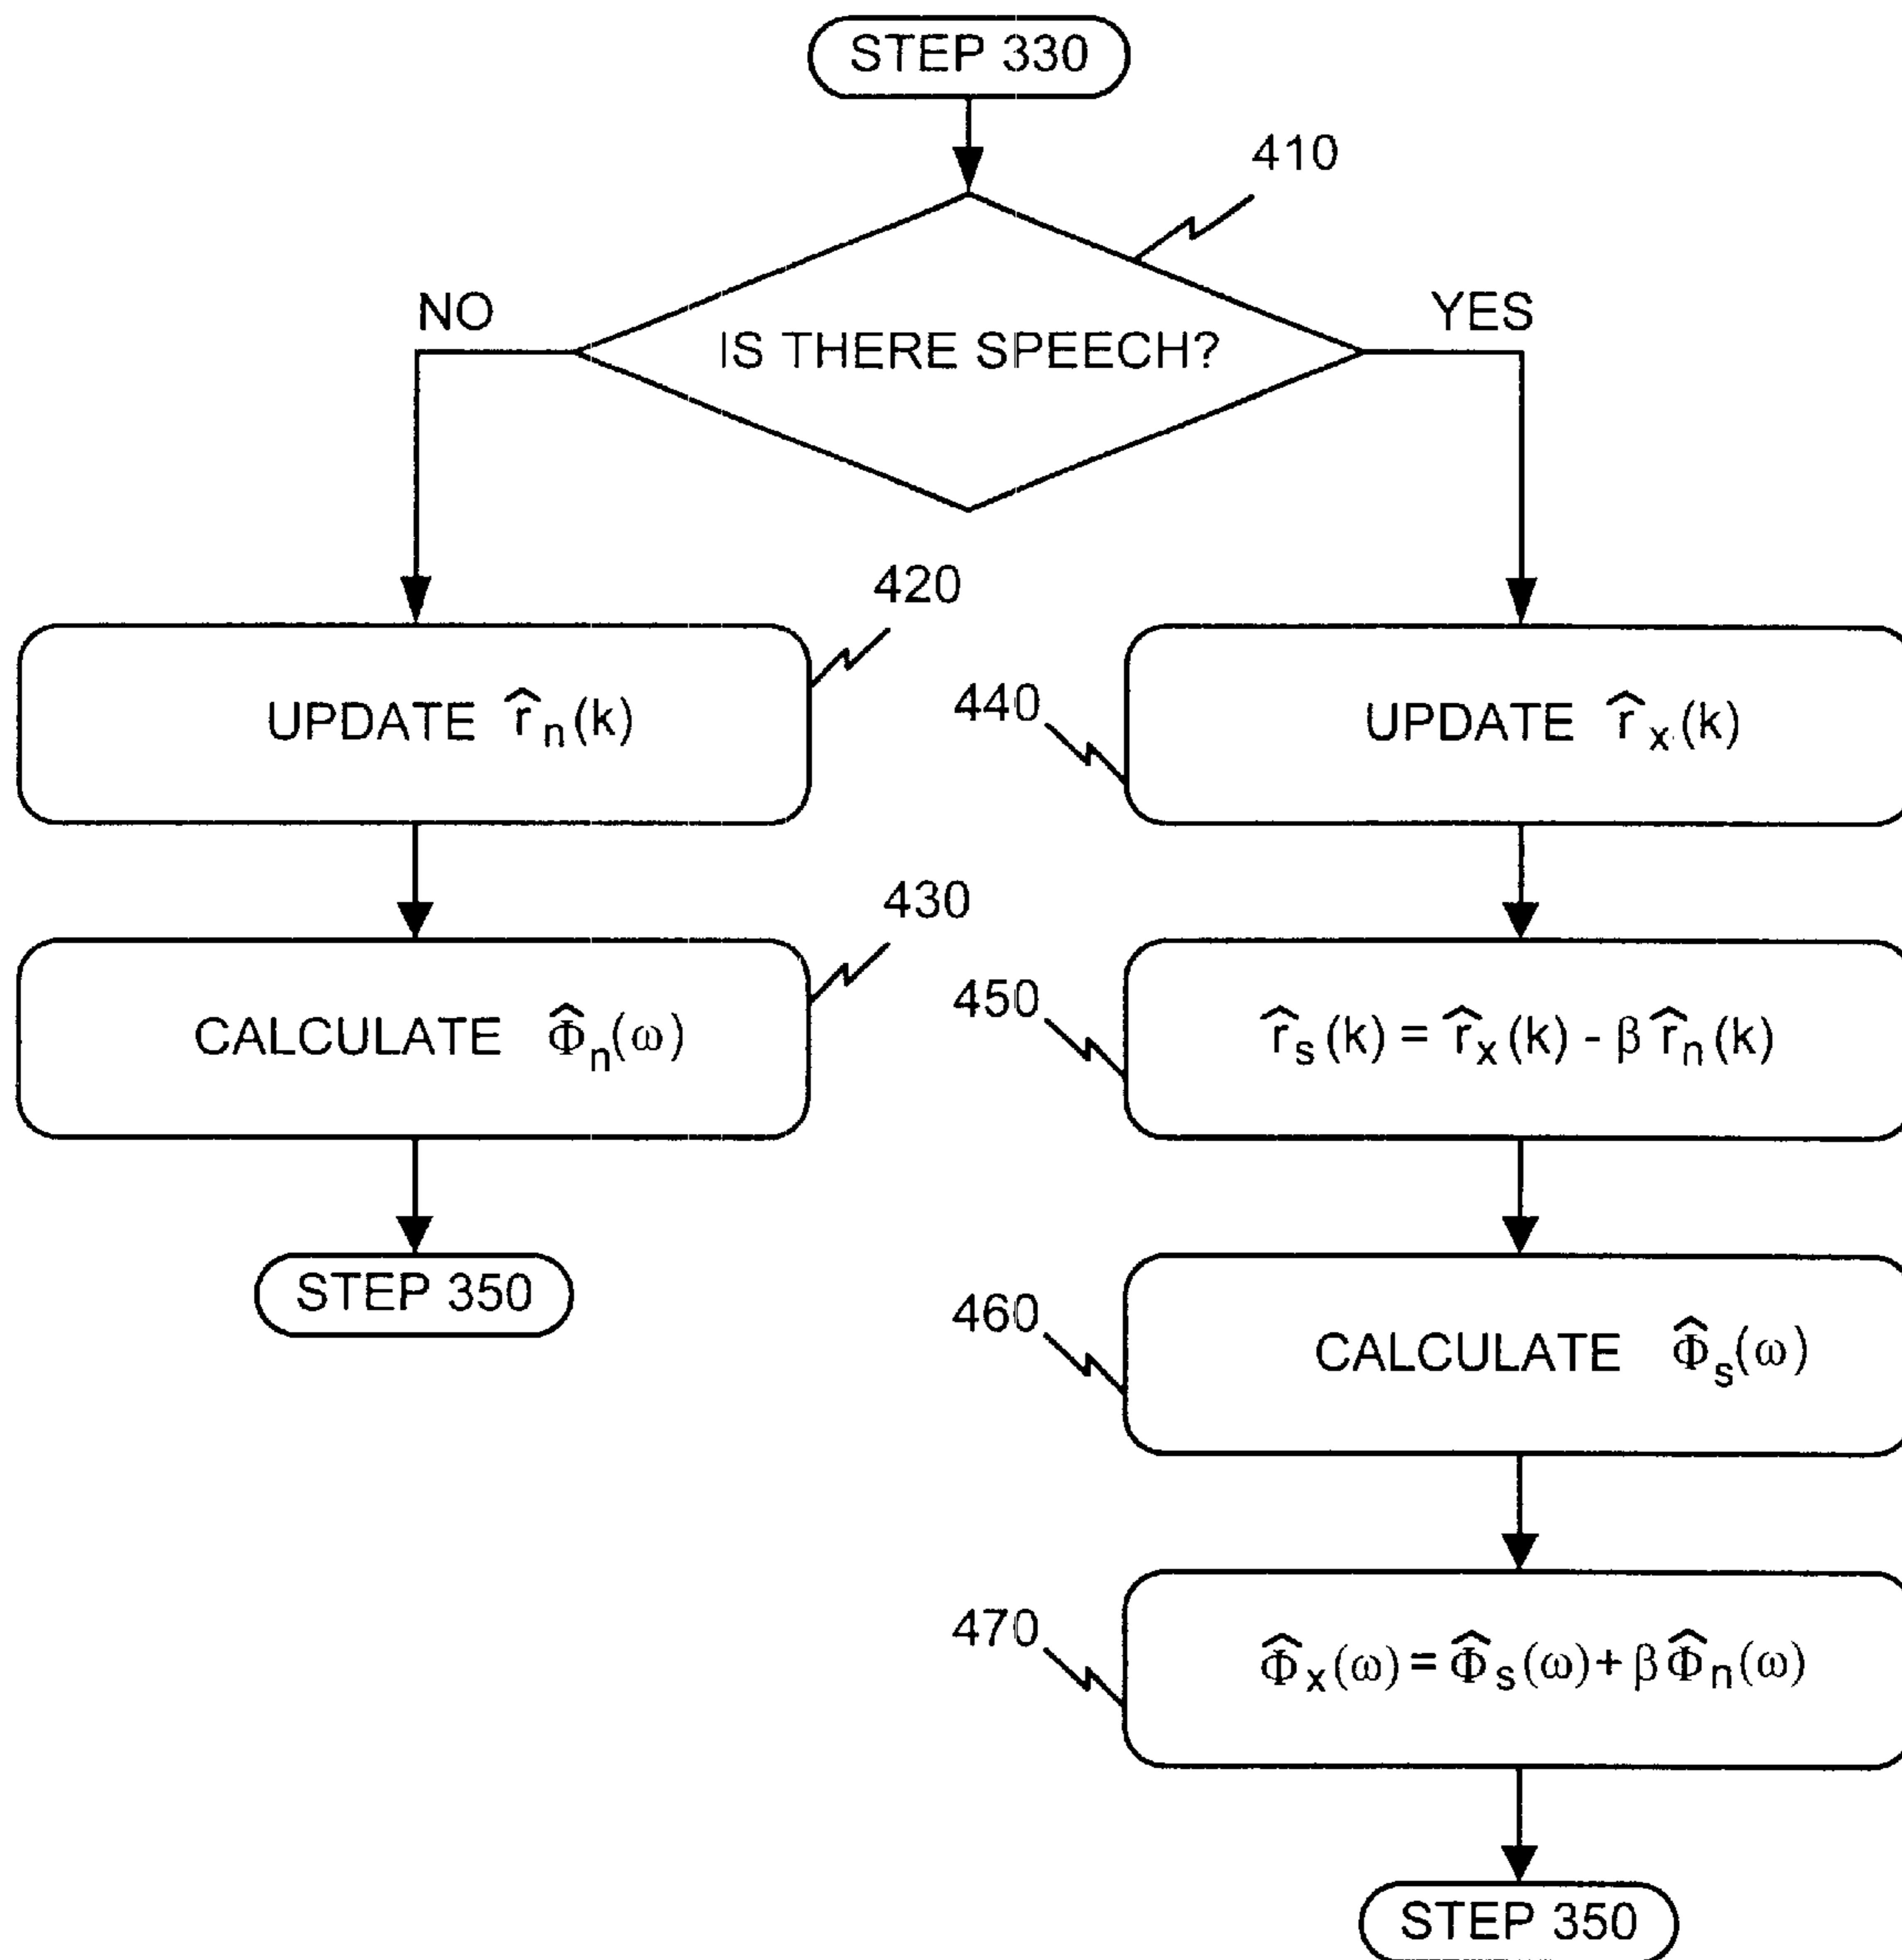 STEP 330
410
NO
YES
IS THERE SPEECH?
420
UPDATE r̂n(k)
440
UPDATE r̂x(k)
430
CALCULATE Φ̂n(ω)
450
r̂s(k) = r̂x(k) - β r̂n(k)
STEP 350
460
CALCULATE Φ̂s(ω)
470
Φ̂x(ω) = Φ̂s(ω) + β Φ̂n(ω)
STEP 350